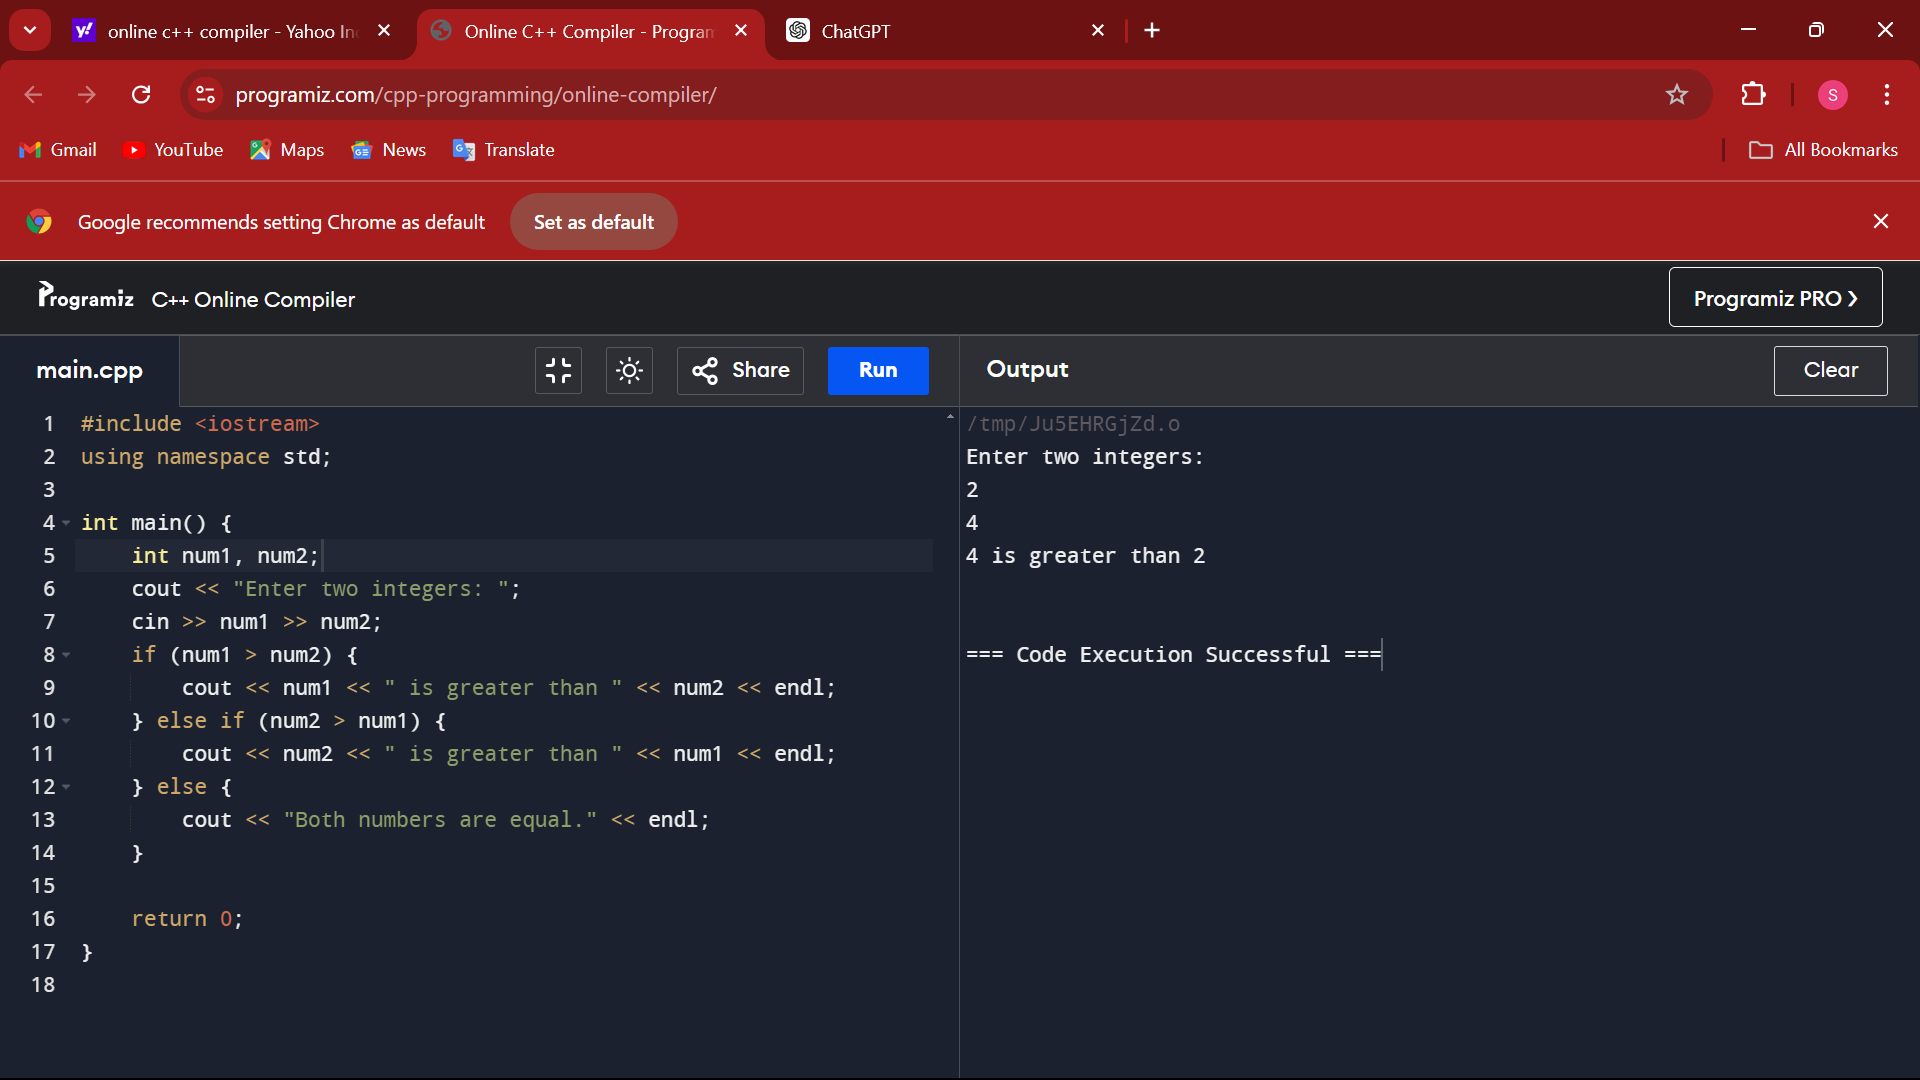 online c++ compiler - Yahoo In
Online C++ Compiler - Program
ChatGPT
programiz.com/cpp-programming/online-compiler/
S
Gmail
YouTube
Maps
News
Translate
All Bookmarks
Google recommends setting Chrome as default
Set as default
Programiz C++ Online Compiler
Programiz PRO ❯
main.cpp
Share
Run
Output
Clear
1 #include <iostream>
2 using namespace std;
3
4 int main() {
5     int num1, num2;
6     cout << "Enter two integers: ";
7     cin >> num1 >> num2;
8     if (num1 > num2) {
9         cout << num1 << " is greater than " << num2 << endl;
10     } else if (num2 > num1) {
11         cout << num2 << " is greater than " << num1 << endl;
12     } else {
13         cout << "Both numbers are equal." << endl;
14     }
15
16     return 0;
17 }
18
/tmp/Ju5EHRGjZd.o
Enter two integers:
2
4
4 is greater than 2
=== Code Execution Successful ===